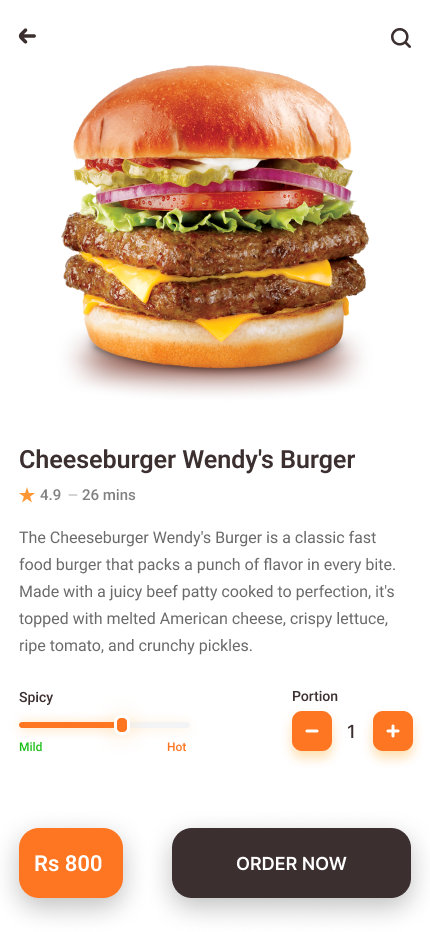 Cheeseburger Wendy's Burger
4.9 – 26 mins
The Cheeseburger Wendy's Burger is a classic fast
food burger that packs a punch of flavor in every bite.
Made with a juicy beef patty cooked to perfection, it's
topped with melted American cheese, crispy lettuce,
ripe tomato, and crunchy pickles.
Spicy
Mild
Hot
Portion
1
Rs 800
ORDER NOW